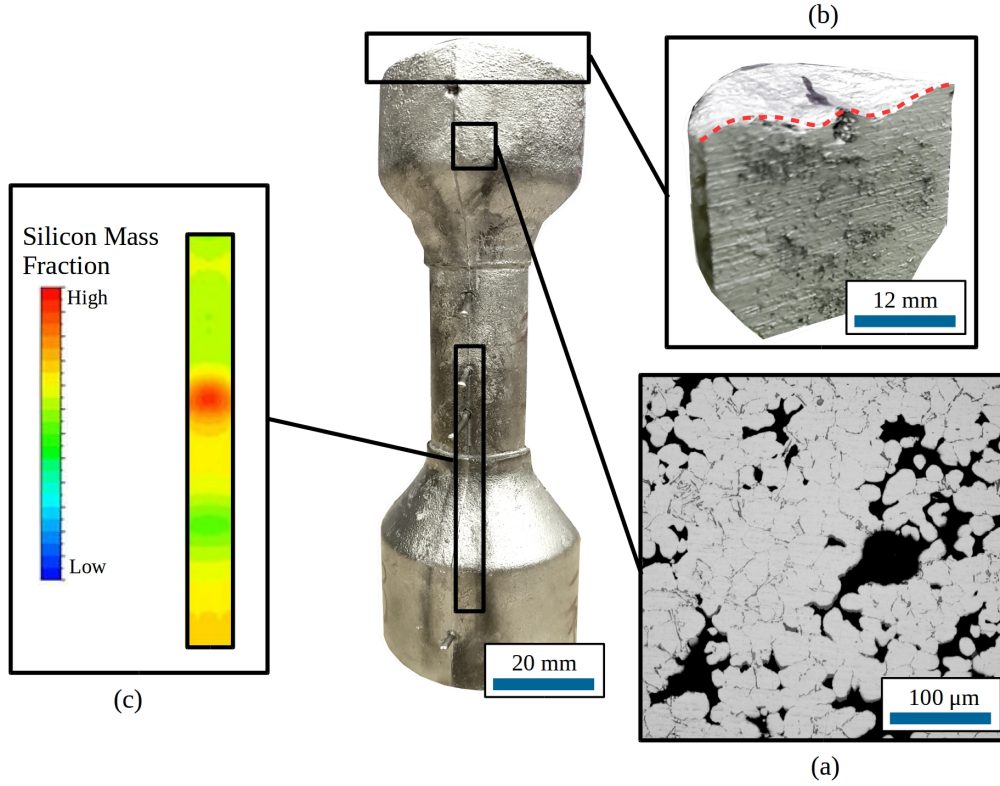 (b)
12 mm
Silicon Mass
Fraction
High
Low
(c)
20 mm
100 μm
(a)